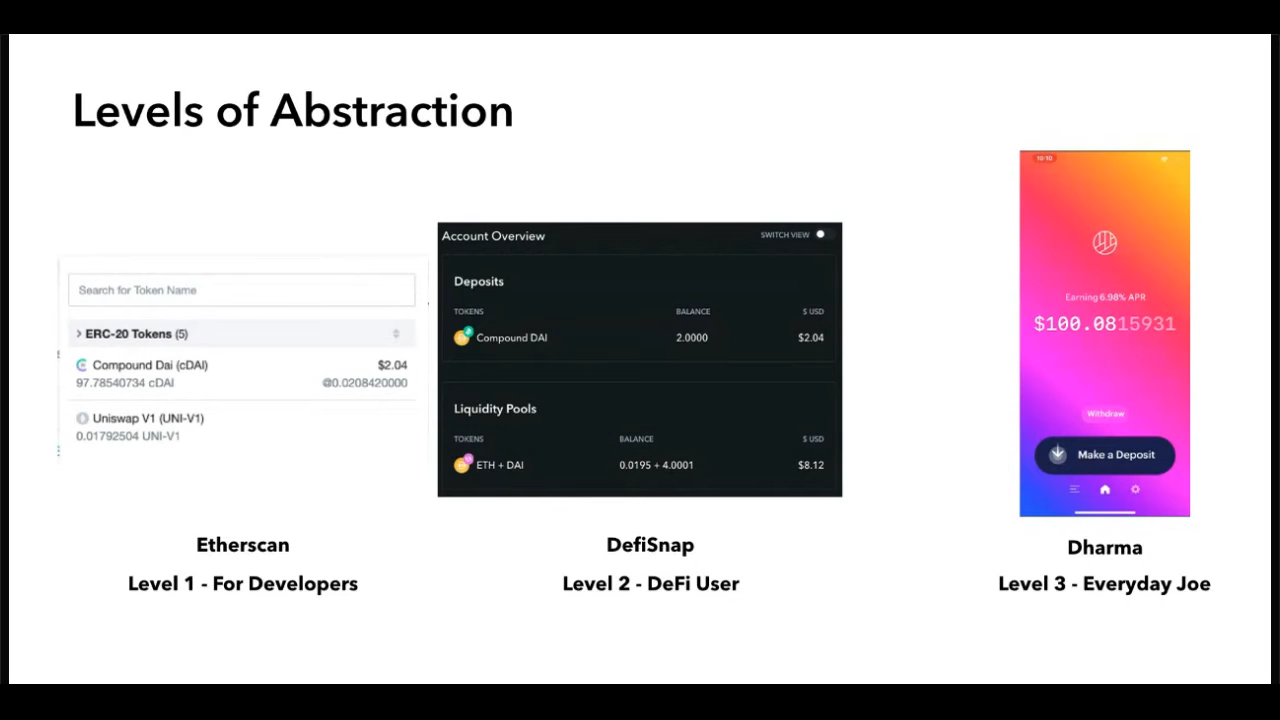 Levels of Abstraction
Search for Token Name
ERC-20 Tokens (5)
Compound Dai (cDAI) $2.04
97.78540734 cDAI @0.0208420000
Uniswap V1 (UNI-V1)
0.01792504 UNI-V1
Etherscan
Level 1 - For Developers
Account Overview SWITCH VIEW
Deposits
TOKENS BALANCE $ USD
Compound DAI 2.0000 $2.04
Liquidity Pools
TOKENS BALANCE $ USD
ETH + DAI 0.0195 + 4.0001 $8.12
DefiSnap
Level 2 - DeFi User
10:10
Earning 6.98% APR
$100.0815931
Withdraw
Make a Deposit
Dharma
Level 3 - Everyday Joe